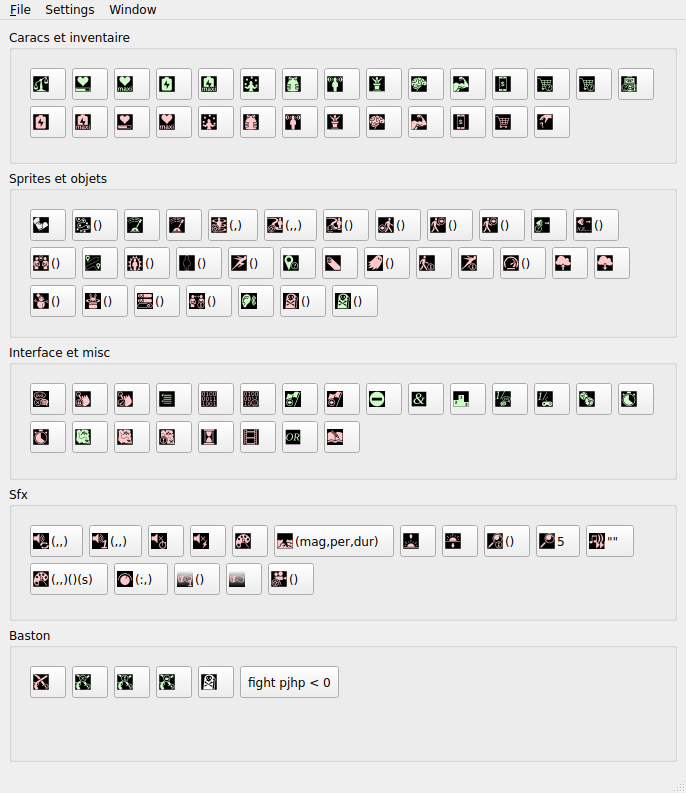 File Settings Window
Caracs et inventaire
maxi maxi
maxi maxi
Sprites et objets
() (,) (,,) () () () () ()
() () () () () ()
() () () () () ()
Interface et misc
&
OR
Sfx
(,,) (,,) (mag,per,dur) () 5 ""
(,,)()(s) (:,) () ()
Baston
fight pjhp < 0